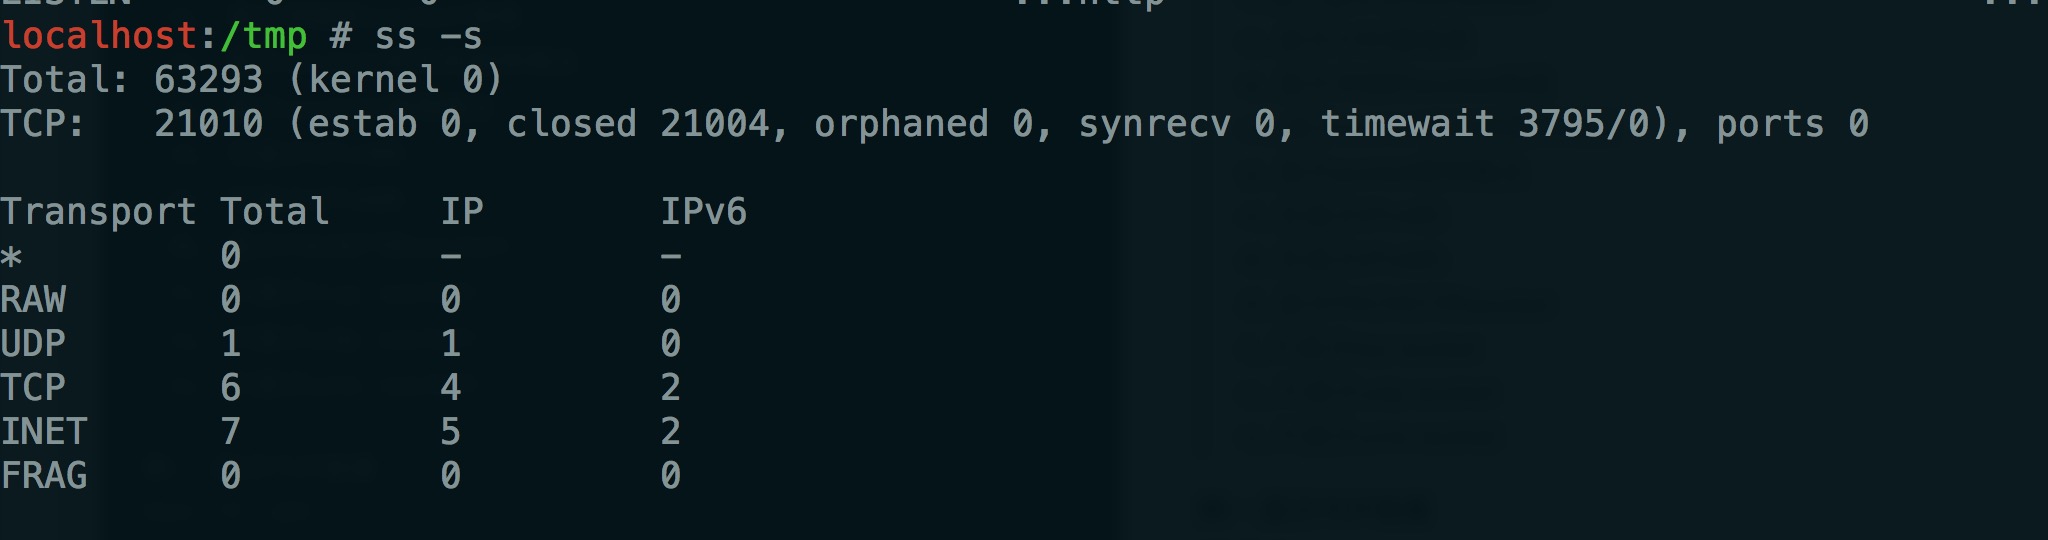 localhost:/tmp # ss -s
Total: 63293 (kernel 0)
TCP:   21010 (estab 0, closed 21004, orphaned 0, synrecv 0, timewait 3795/0), ports 0
Transport Total     IP        IPv6
*         0         -         -
RAW       0         0         0
UDP       1         1         0
TCP       6         4         2
INET      7         5         2
FRAG      0         0         0